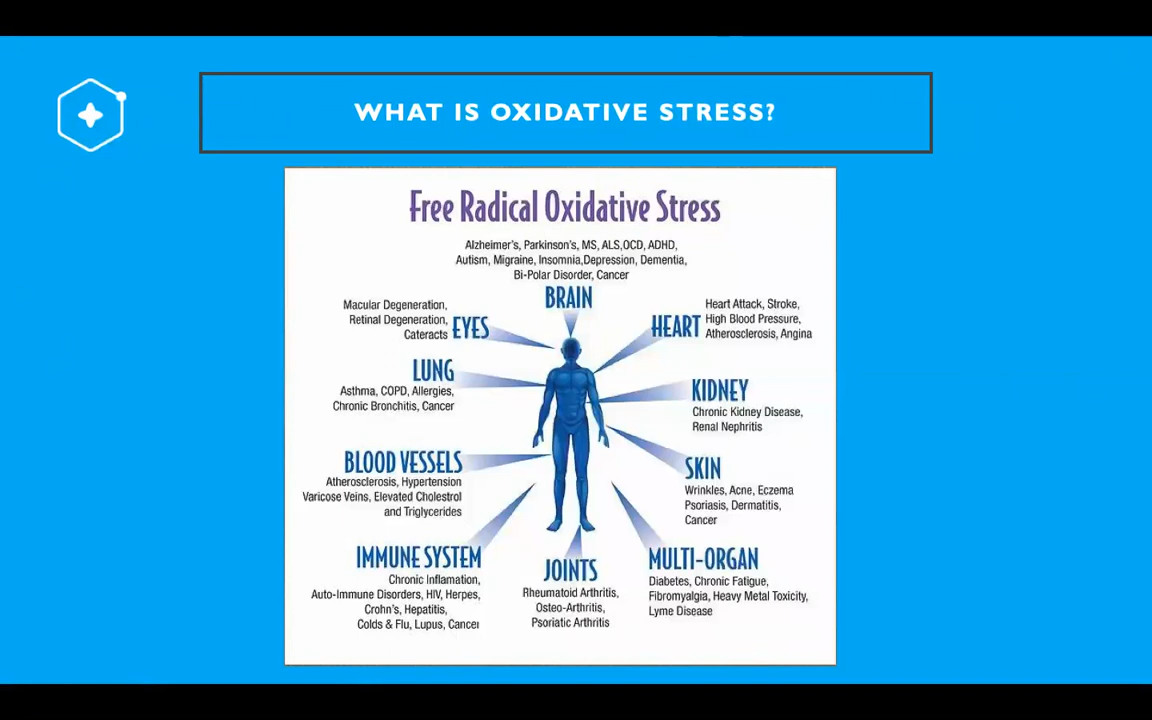 WHAT IS OXIDATIVE STRESS?
Free Radical Oxidative Stress
Alzheimer's, Parkinson's, MS, ALS,OCD, ADHD,
Autism, Migraine, Insomnia,Depression, Dementia,
Bi-Polar Disorder, Cancer
BRAIN
Macular Degeneration,
Retinal Degeneration,
Cateracts
EYES
HEART
Heart Attack, Stroke,
High Blood Pressure,
Atherosclerosis, Angina
LUNG
Asthma, COPD, Allergies,
Chronic Bronchitis, Cancer
KIDNEY
Chronic Kidney Disease,
Renal Nephritis
BLOOD VESSELS
Atherosclerosis, Hypertension
Varicose Veins, Elevated Cholestrol
and Triglycerides
SKIN
Wrinkles, Acne, Eczema
Psoriasis, Dermatitis,
Cancer
IMMUNE SYSTEM
Chronic Inflamation,
Auto-Immune Disorders, HIV, Herpes,
Crohn's, Hepatitis,
Colds & Flu, Lupus, Cancer
JOINTS
Rheumatoid Arthritis,
Osteo-Arthritis,
Psoriatic Arthritis
MULTI-ORGAN
Diabetes, Chronic Fatigue,
Fibromyalgia, Heavy Metal Toxicity,
Lyme Disease